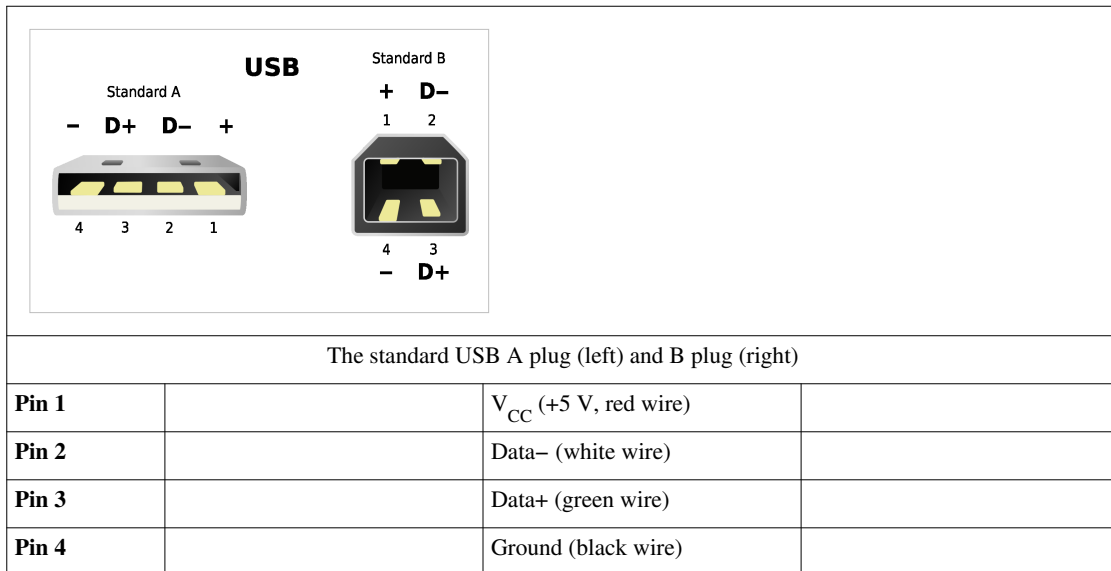 USB
Standard A
− D+ D− +
4 3 2 1
Standard B
+ D−
1 2
4 3
− D+
The standard USB A plug (left) and B plug (right)
Pin 1 VCC (+5 V, red wire)
Pin 2 Data− (white wire)
Pin 3 Data+ (green wire)
Pin 4 Ground (black wire)